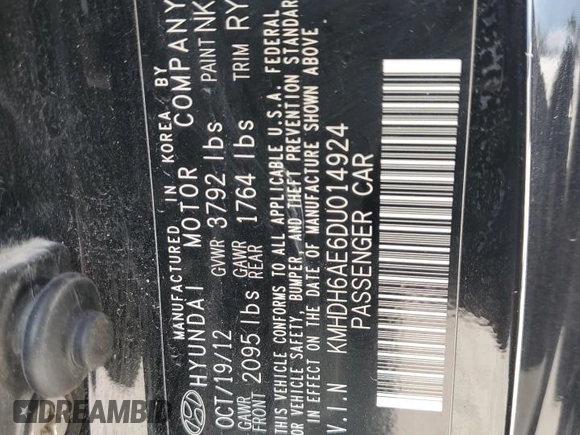 MANUFACTURED IN KOREA BY
HYUNDAI MOTOR COMPANY
OCT/19/12 GVWR 3792 lbs PAINT NK
GAWR FRONT 2095 lbs GAWR REAR 1764 lbs TRIM RY
THIS VEHICLE CONFORMS TO ALL APPLICABLE U.S.A. FEDERAL
MOTOR VEHICLE SAFETY, BUMPER, AND THEFT PREVENTION STANDARDS
IN EFFECT ON THE DATE OF MANUFACTURE SHOWN ABOVE.
V.I.N KMHDH6AE6DU014924
PASSENGER CAR
DREAMBID